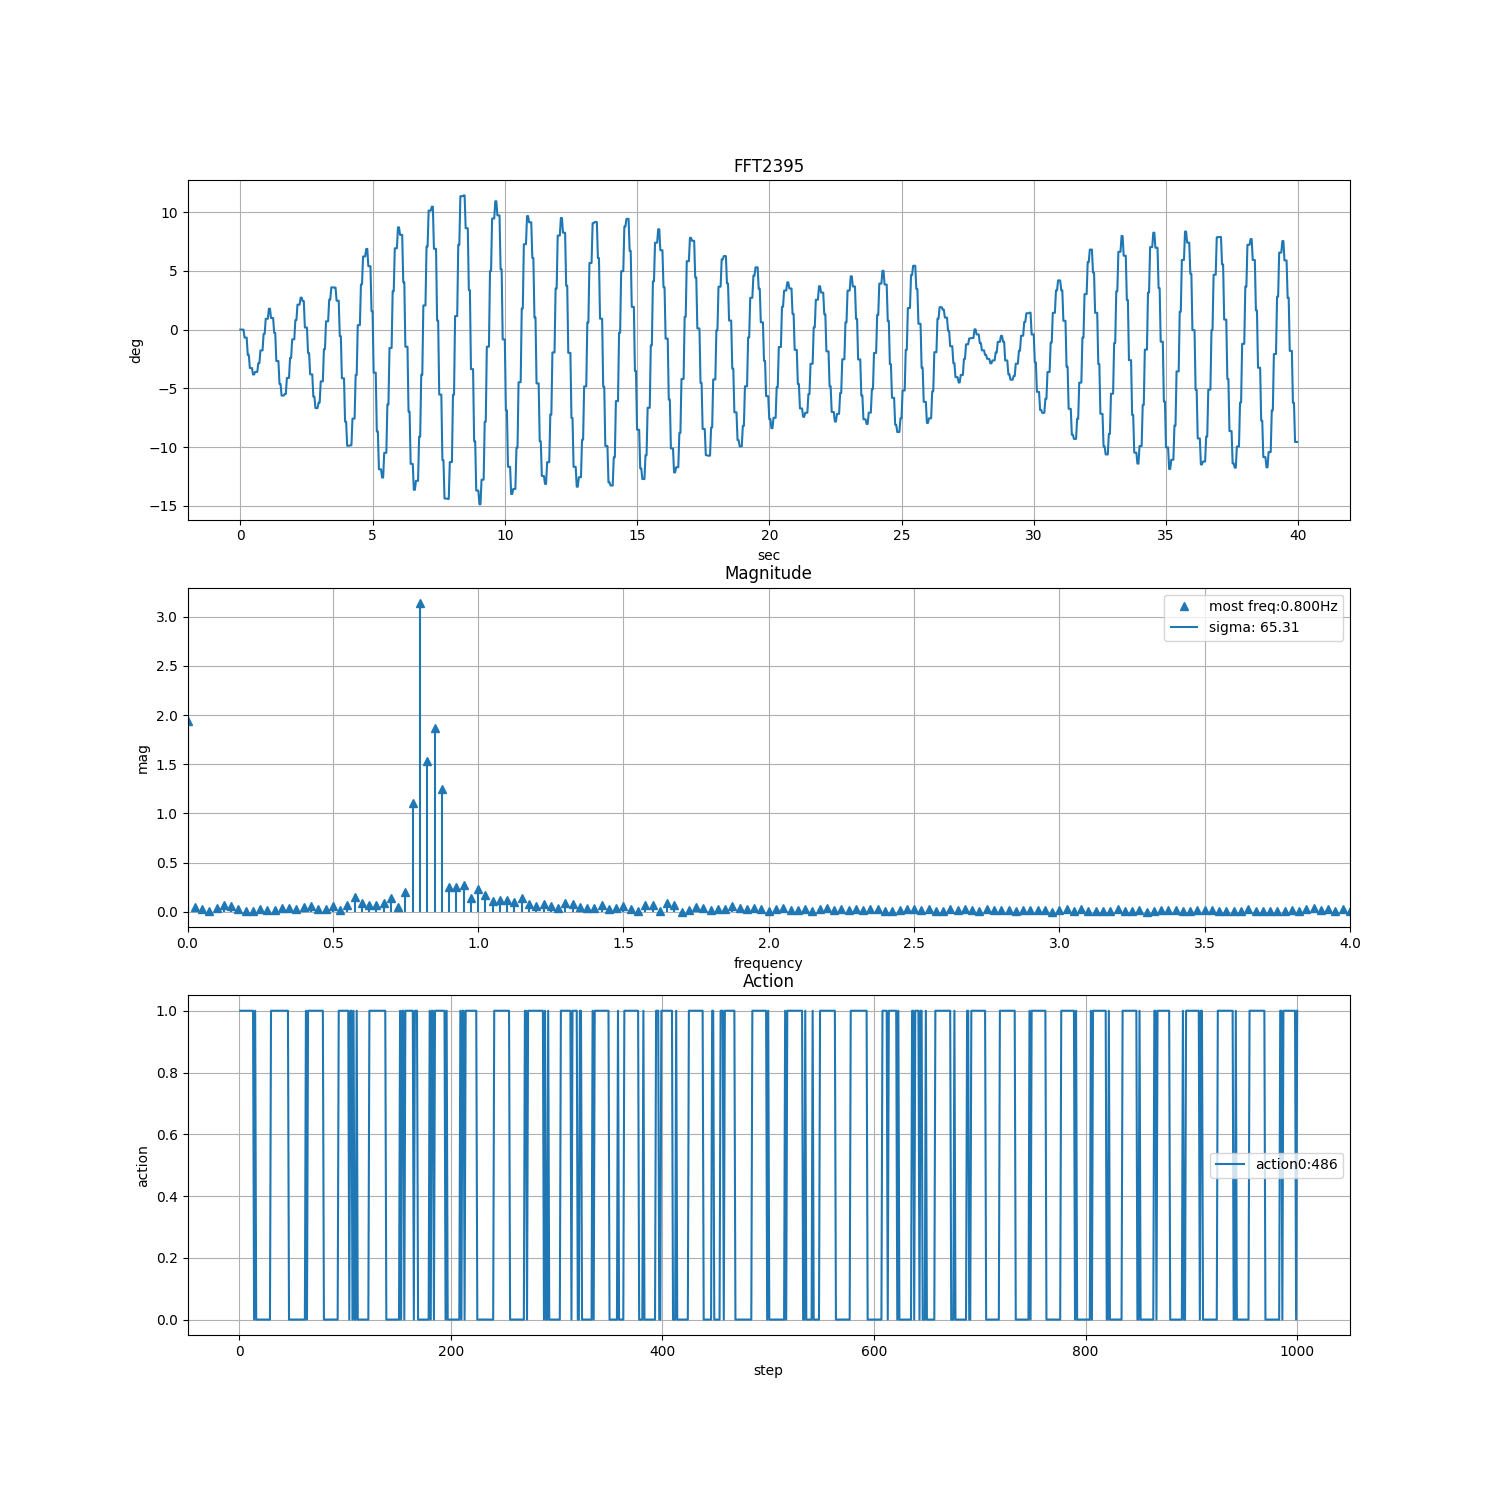 FFT2395
10
5
0
−5
−10
−15
deg
0 5 10 15 20 25 30 35 40
sec
Magnitude
most freq:0.800Hz
sigma: 65.31
3.0
2.5
2.0
1.5
1.0
0.5
0.0
mag
0.0 0.5 1.0 1.5 2.0 2.5 3.0 3.5 4.0
frequency
Action
1.0
0.8
0.6
0.4
0.2
0.0
action
action0:486
0 200 400 600 800 1000
step